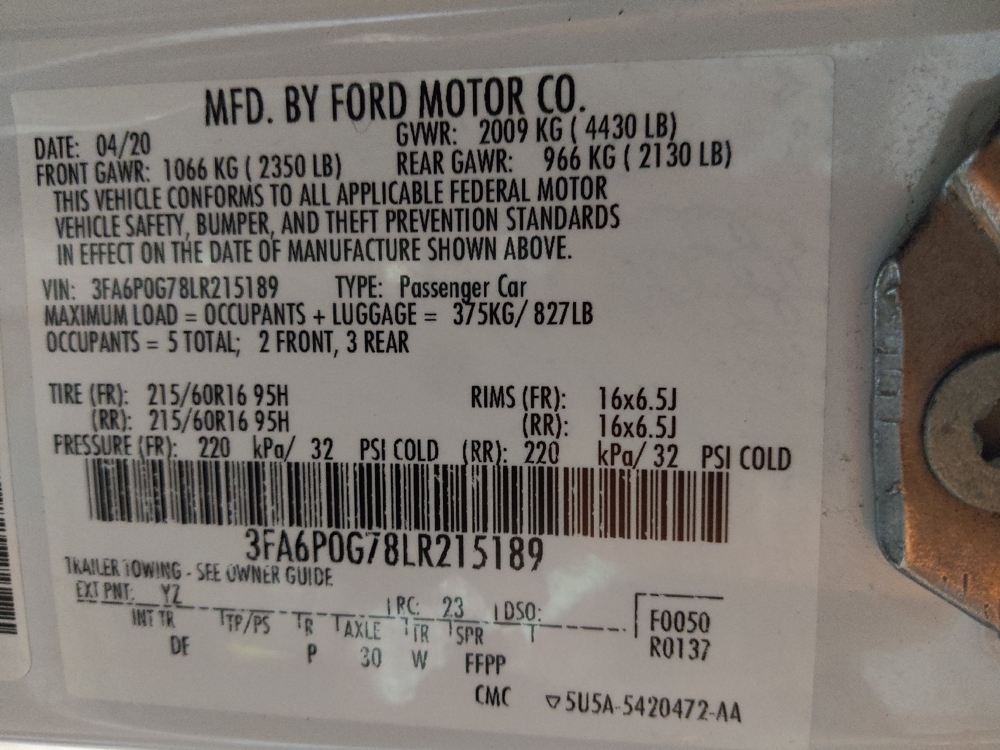 MFD. BY FORD MOTOR CO.
DATE: 04/20 GVWR: 2009 KG ( 4430 LB)
FRONT GAWR: 1066 KG ( 2350 LB) REAR GAWR: 966 KG ( 2130 LB)
THIS VEHICLE CONFORMS TO ALL APPLICABLE FEDERAL MOTOR
VEHICLE SAFETY, BUMPER, AND THEFT PREVENTION STANDARDS
IN EFFECT ON THE DATE OF MANUFACTURE SHOWN ABOVE.
VIN: 3FA6P0G78LR215189 TYPE: Passenger Car
MAXIMUM LOAD = OCCUPANTS + LUGGAGE = 375KG/ 827LB
OCCUPANTS = 5 TOTAL; 2 FRONT, 3 REAR
TIRE (FR): 215/60R16 95H RIMS (FR): 16x6.5J
(RR): 215/60R16 95H (RR): 16x6.5J
PRESSURE (FR): 220 kPa/ 32 PSI COLD (RR): 220 kPa/ 32 PSI COLD
3FA6P0G78LR215189
TRAILER TOWING - SEE OWNER GUIDE
EXT PNT: YZ RC: 23 DSO: F0050
INT TR TP/PS R AXLE TR SPR R0137
DF P 30 W FFPP
CMC ▽5U5A-5420472-AA